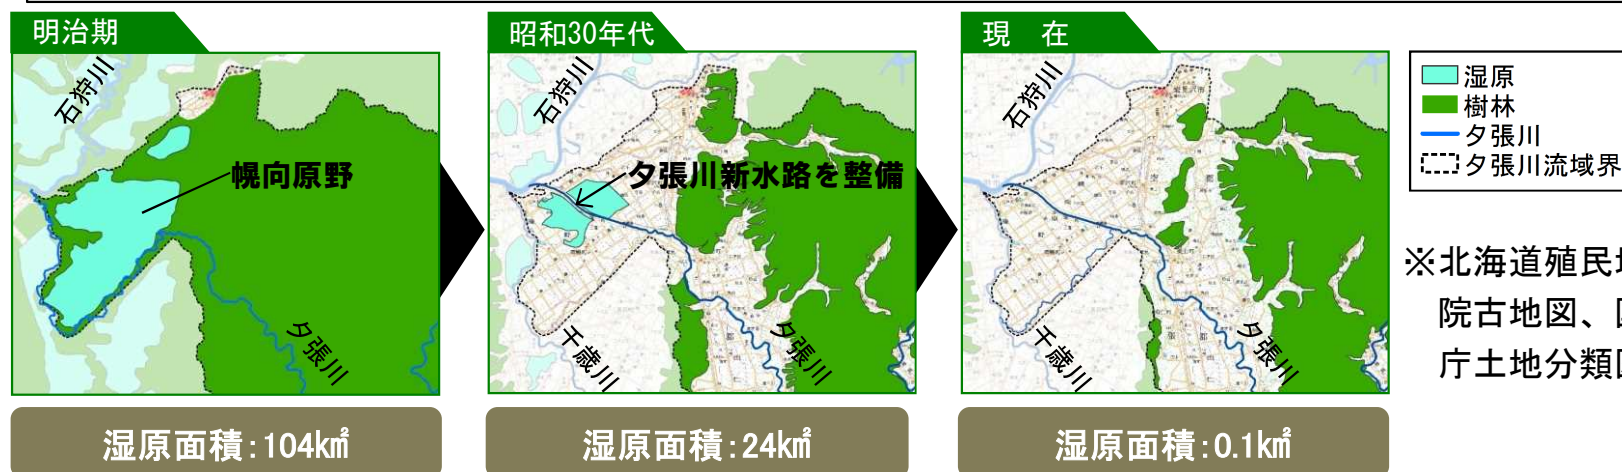 明治期
石狩川
幌向原野
夕張川
湿原面積:104k㎡
昭和30年代
石狩川
夕張川新水路を整備
千歳川
夕張川
湿原面積:24k㎡
現 在
石狩川
千歳川
夕張川
湿原面積:0.1k㎡
湿原
樹林
夕張川
夕張川流域界
※北海道殖民地
院古地図、国
庁土地分類図